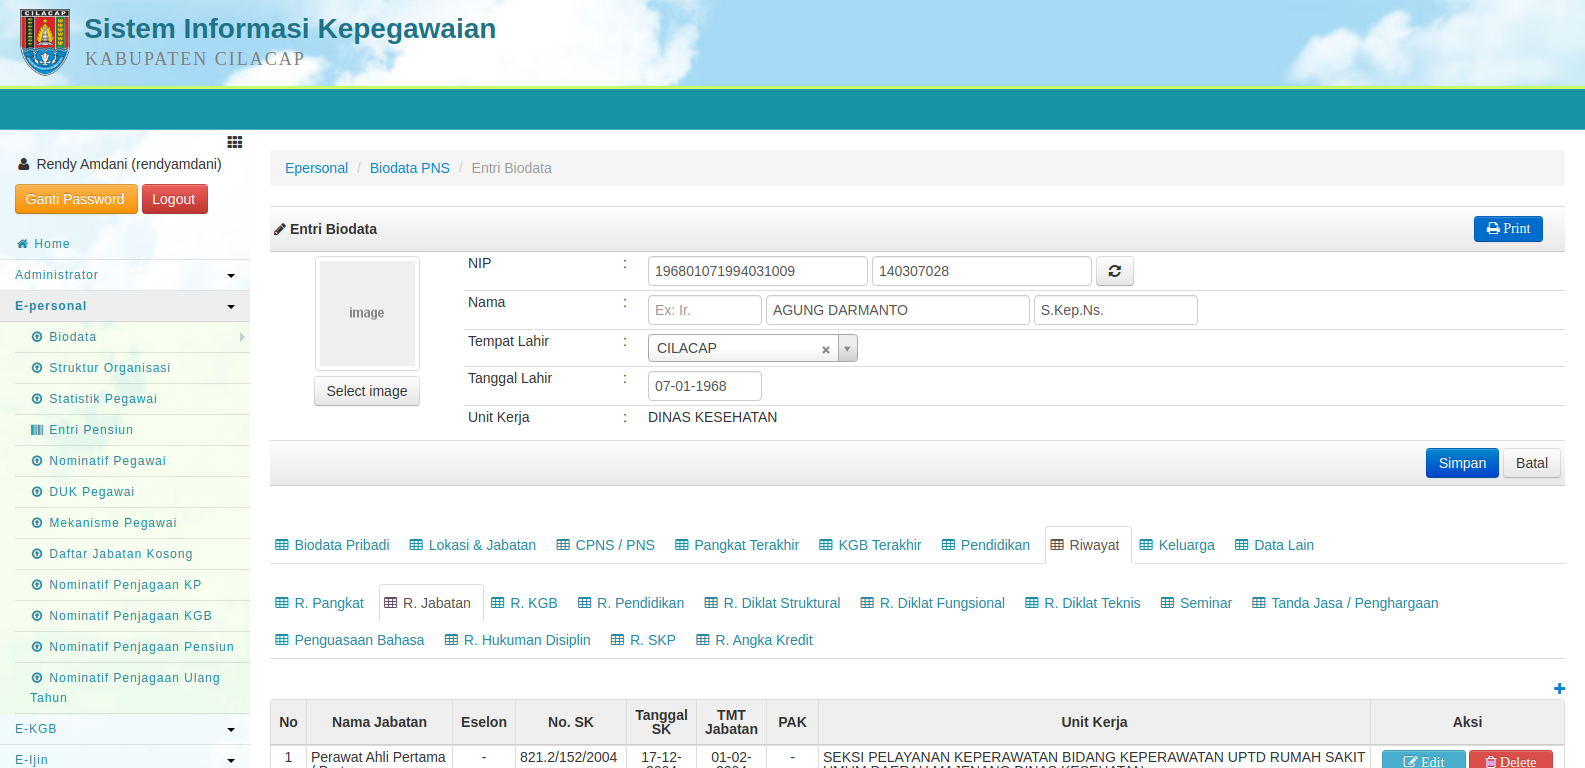 CILACAP
Sistem Informasi Kepegawaian
KABUPATEN CILACAP
Rendy Amdani (rendyamdani)
Ganti Password Logout
Home
Administrator
E-personal
Biodata
Struktur Organisasi
Statistik Pegawai
Entri Pensiun
Nominatif Pegawai
DUK Pegawai
Mekanisme Pegawai
Daftar Jabatan Kosong
Nominatif Penjagaan KP
Nominatif Penjagaan KGB
Nominatif Penjagaan Pensiun
Nominatif Penjagaan Ulang
Tahun
E-KGB
E-Ijin
Epersonal / Biodata PNS / Entri Biodata
Entri Biodata Print
image
Select image
NIP : 196801071994031009 140307028
Nama : Ex: Ir. AGUNG DARMANTO S.Kep.Ns.
Tempat Lahir : CILACAP
Tanggal Lahir : 07-01-1968
Unit Kerja : DINAS KESEHATAN
Simpan Batal
Biodata Pribadi Lokasi & Jabatan CPNS / PNS Pangkat Terakhir KGB Terakhir Pendidikan Riwayat Keluarga Data Lain
R. Pangkat R. Jabatan R. KGB R. Pendidikan R. Diklat Struktural R. Diklat Fungsional R. Diklat Teknis Seminar Tanda Jasa / Penghargaan
Penguasaan Bahasa R. Hukuman Disiplin R. SKP R. Angka Kredit
No Nama Jabatan Eselon No. SK Tanggal SK TMT Jabatan PAK Unit Kerja Aksi
1 Perawat Ahli Pertama - 821.2/152/2004 17-12- 01-02- - SEKSI PELAYANAN KEPERAWATAN BIDANG KEPERAWATAN UPTD RUMAH SAKIT Edit Delete